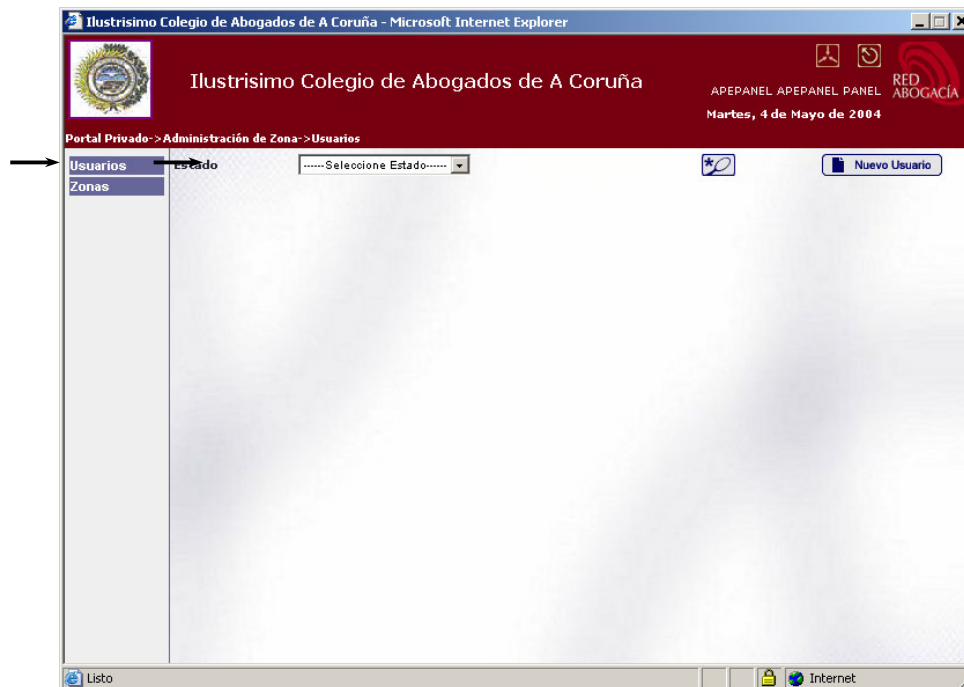 Ilustrisimo Colegio de Abogados de A Coruña - Microsoft Internet Explorer
Ilustrisimo Colegio de Abogados de A Coruña
RED
ABOGACÍA
APEPANEL APEPANEL PANEL
Martes, 4 de Mayo de 2004
Portal Privado->Administración de Zona->Usuarios
Usuarios
Zonas
Estado
-----Seleccione Estado------
Nuevo Usuario
Listo
Internet